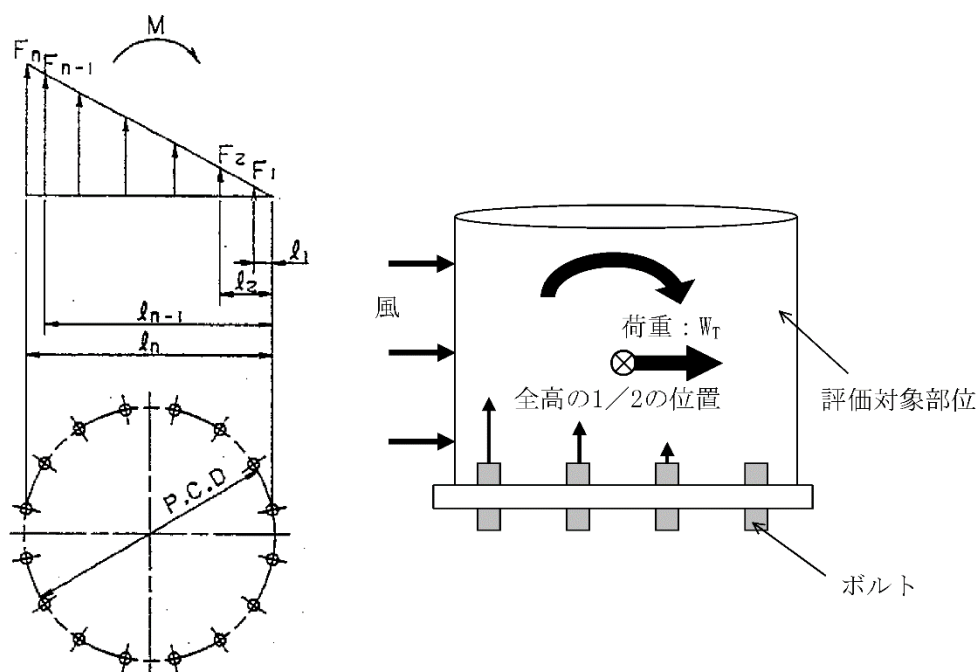 M
Fn
Fn-1
F2
F1
l1
l2
ln-1
ln
P.C.D
風
荷重：WT
全高の1／2の位置
評価対象部位
ボルト